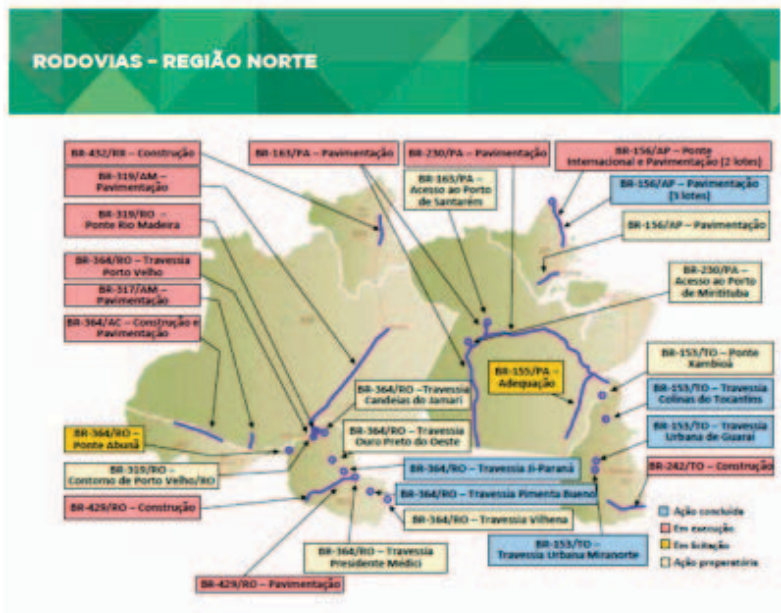 RODOVIAS – REGIÃO NORTE
BR-432/RR – Construção
BR-163/PA – Pavimentação
BR-230/PA – Pavimentação
BR-156/AP – Ponte
Internacional e Pavimentação (2 lotes)
BR-319/AM –
Pavimentação
BR-163/PA –
Acesso ao Porto
de Santarém
BR-156/AP – Pavimentação
(3 lotes)
BR-319/RO –
Ponte Rio Madeira
BR-156/AP – Pavimentação
BR-364/RO – Travessia
Porto Velho
BR-230/PA –
Acesso ao Porto
de Miritituba
BR-317/AM –
Pavimentação
BR-364/AC – Construção e
Pavimentação
BR-153/TO – Ponte
Xambioá
BR-155/PA –
Adequação
BR-364/RO –Travessia
Candeias do Jamari
BR-153/TO – Travessia
Colinas do Tocantins
BR-364/RO –
Ponte Abunã
BR-364/RO – Travessia
Ouro Preto do Oeste
BR-153/TO – Travessia
Urbana de Guaraí
BR-319/RO –
Contorno de Porto Velho/RO
BR-364/RO – Travessia Ji-Paraná
BR-242/TO – Construção
BR-429/RO – Construção
BR-364/RO – Travessia Pimenta Bueno
BR-364/RO – Travessia Vilhena
BR-364/RO – Travessia
Presidente Médici
BR-153/TO –
Travessia Urbana Miranorte
BR-429/RO – Pavimentação
Ação concluída
Em execução
Em licitação
Ação preparatória